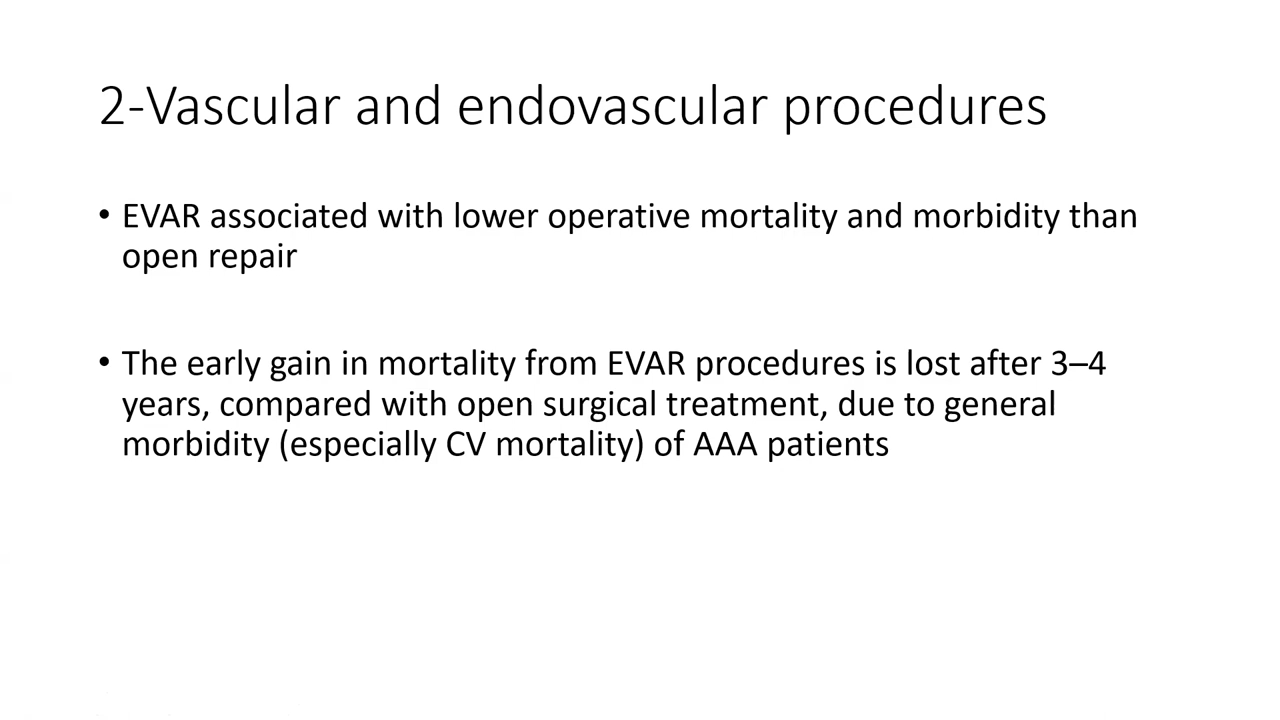 2-Vascular and endovascular procedures
• EVAR associated with lower operative mortality and morbidity than
open repair
• The early gain in mortality from EVAR procedures is lost after 3–4
years, compared with open surgical treatment, due to general
morbidity (especially CV mortality) of AAA patients